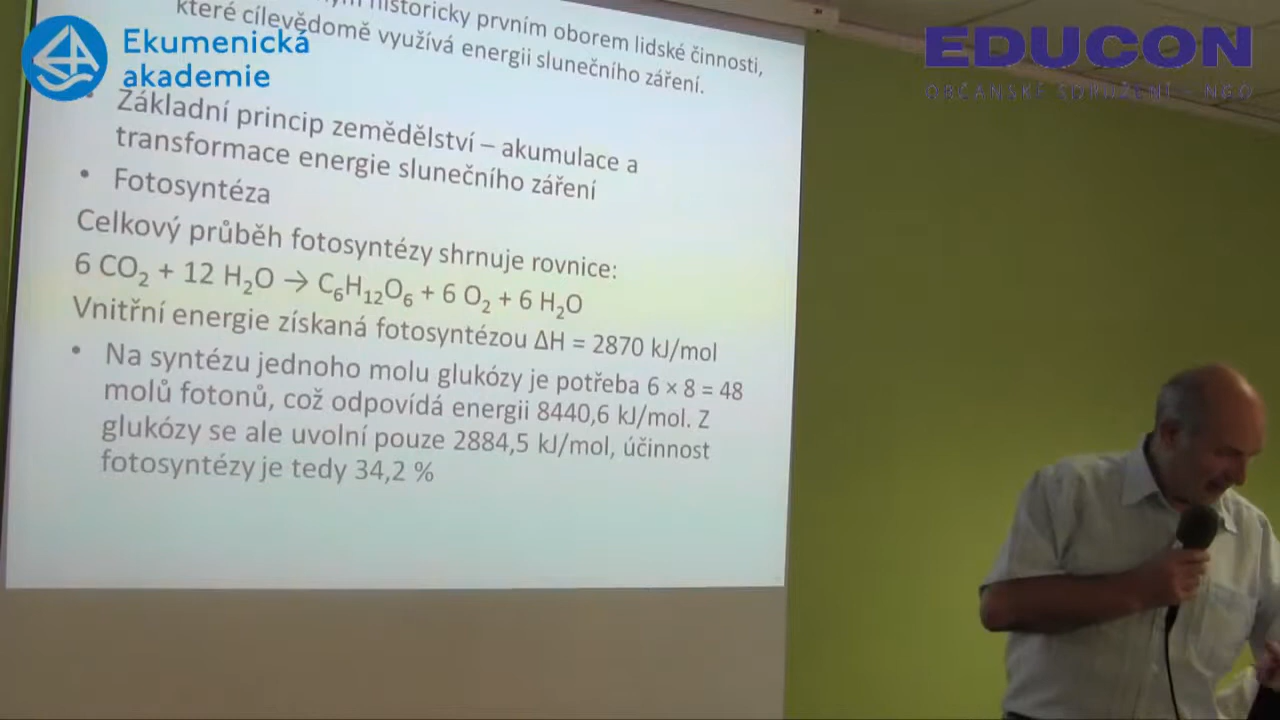 Ekumenická
akademie
EDUCON
OBČANSKÉ SDRUŽENÍ - NGO
historicky prvním oborem lidské činnosti,
které cílevědomě využívá energii slunečního záření.
• Základní princip zemědělství – akumulace a
transformace energie slunečního záření
• Fotosyntéza
Celkový průběh fotosyntézy shrnuje rovnice:
6 CO₂ + 12 H₂O → C₆H₁₂O₆ + 6 O₂ + 6 H₂O
Vnitřní energie získaná fotosyntézou ΔH = 2870 kJ/mol
• Na syntézu jednoho molu glukózy je potřeba 6 × 8 = 48
molů fotonů, což odpovídá energii 8440,6 kJ/mol. Z
glukózy se ale uvolní pouze 2884,5 kJ/mol, účinnost
fotosyntézy je tedy 34,2 %